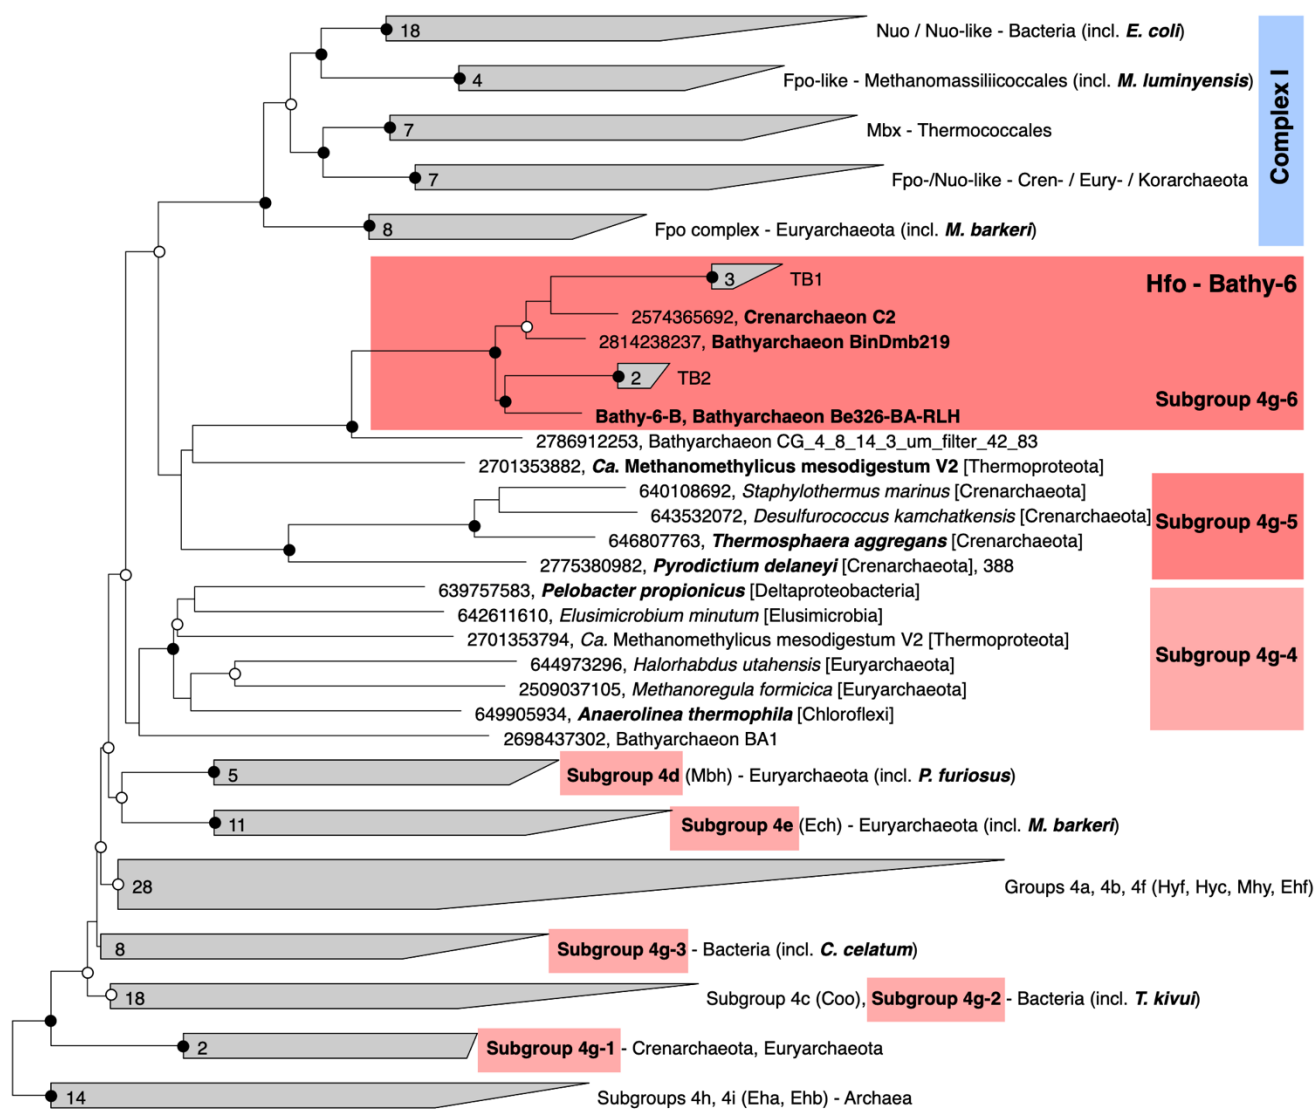 18 Nuo / Nuo-like - Bacteria (incl. E. coli)
4 Fpo-like - Methanomassiliicoccales (incl. M. luminyensis)
7 Mbx - Thermococcales
7 Fpo-/Nuo-like - Cren- / Eury- / Korarchaeota
8 Fpo complex - Euryarchaeota (incl. M. barkeri)
Complex I
Hfo - Bathy-6
3 TB1
2574365692, Crenarchaeon C2
2814238237, Bathyarchaeon BinDmb219
2 TB2
Subgroup 4g-6
Bathy-6-B, Bathyarchaeon Be326-BA-RLH
2786912253, Bathyarchaeon CG_4_8_14_3_um_filter_42_83
2701353882, Ca. Methanomethylicus mesodigestum V2 [Thermoproteota]
640108692, Staphylothermus marinus [Crenarchaeota]
643532072, Desulfurococcus kamchatkensis [Crenarchaeota]
Subgroup 4g-5
646807763, Thermosphaera aggregans [Crenarchaeota]
2775380982, Pyrodictium delaneyi [Crenarchaeota], 388
639757583, Pelobacter propionicus [Deltaproteobacteria]
642611610, Elusimicrobium minutum [Elusimicrobia]
2701353794, Ca. Methanomethylicus mesodigestum V2 [Thermoproteota]
Subgroup 4g-4
644973296, Halorhabdus utahensis [Euryarchaeota]
2509037105, Methanoregula formicica [Euryarchaeota]
649905934, Anaerolinea thermophila [Chloroflexi]
2698437302, Bathyarchaeon BA1
5 Subgroup 4d (Mbh) - Euryarchaeota (incl. P. furiosus)
11 Subgroup 4e (Ech) - Euryarchaeota (incl. M. barkeri)
28 Groups 4a, 4b, 4f (Hyf, Hyc, Mhy, Ehf)
8 Subgroup 4g-3 - Bacteria (incl. C. celatum)
18 Subgroup 4c (Coo), Subgroup 4g-2 - Bacteria (incl. T. kivui)
2 Subgroup 4g-1 - Crenarchaeota, Euryarchaeota
14 Subgroups 4h, 4i (Eha, Ehb) - Archaea